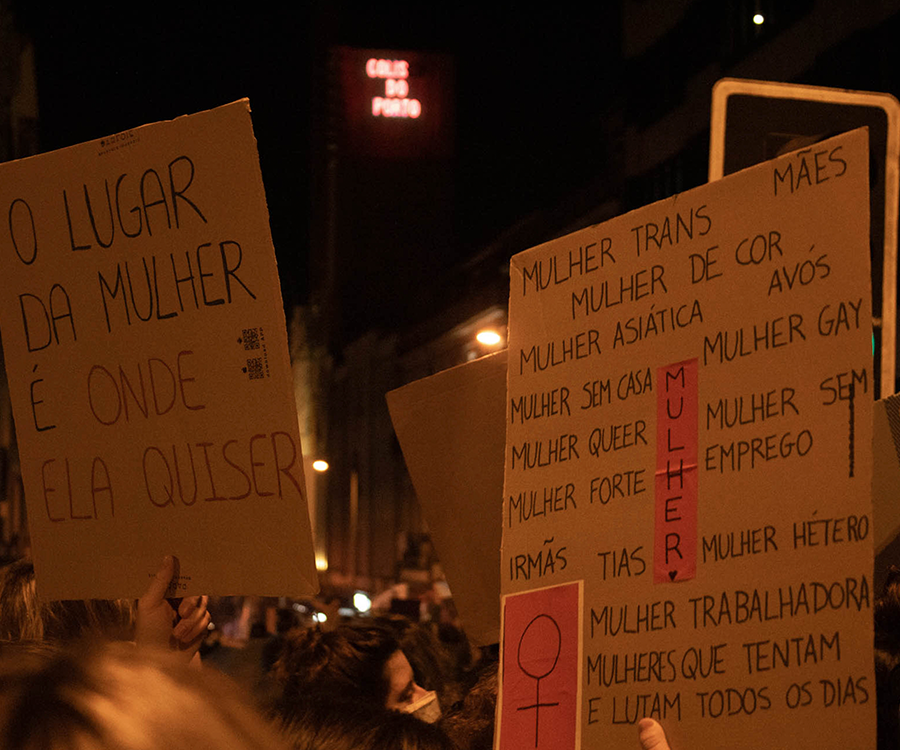 COLIS
DO
PORTO
O LUGAR
DA MULHER
É ONDE
ELA QUISER
MÃES
MULHER TRANS
MULHER DE COR
AVÓS
MULHER ASIÁTICA
MULHER GAY
MULHER SEM CASA
MULHER QUEER
MULHER FORTE
MULHER
MULHER SEM
EMPREGO
IRMÃS
TIAS
MULHER HÉTERO
MULHER TRABALHADORA
MULHERES QUE TENTAM
E LUTAM TODOS OS DIAS